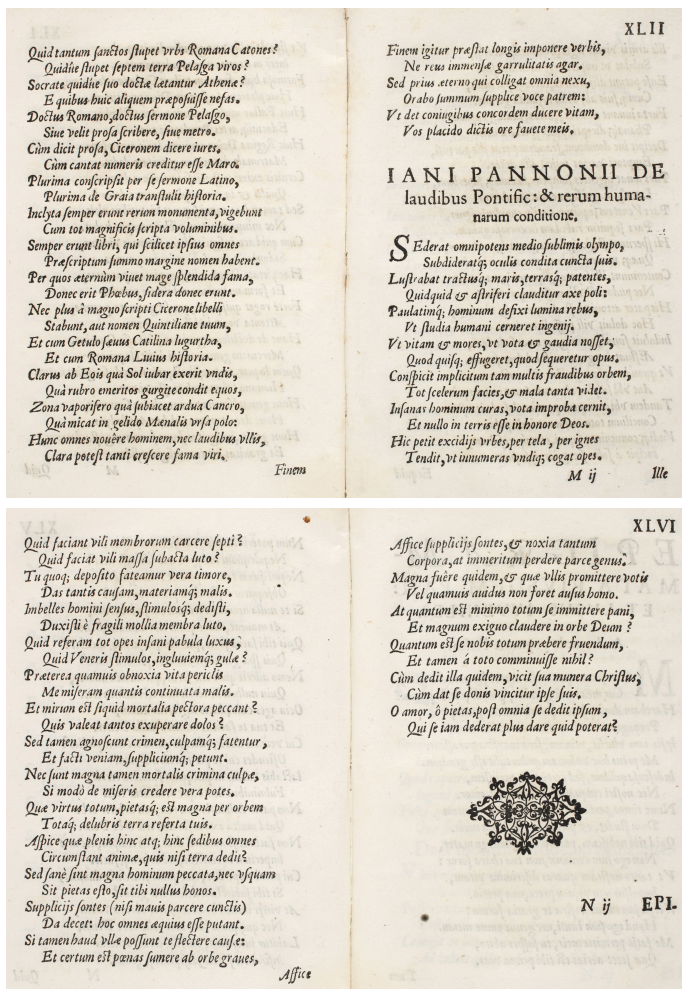 Quid tantum sanctos stupet vrbs Romana Catones?
Quidûe stupet septem terra Pelasga viros?
Socrate quidûe suo doctæ lætantur Athenæ?
E quibus huic aliquem præposuisse nefas.
Doctus Romano, doctus sermone Pelasgo,
Siue velit prosa scribere, siue metro.
Cùm dicit prosa, Ciceronem dicere iures.
Cùm cantat numeris creditur esse Maro.
Plurima conscripsit per se sermone Latino,
Plurima de Graia transtulit historia.
Inclyta semper erunt rerum monumenta, vigebunt
Cum tot magnificis scripta voluminibus.
Semper erunt libri, qui scilicet ipsius omnes
Præscriptum summo margine nomen habent.
Per quos æternùm viuet mage splendida fama,
Donec erit Phœbus, sidera donec erunt.
Nec plus à magno scripti Cicerone libelli
Stabunt, aut nomen Quintiliane tuum,
Et cum Getulo sæuus Catilina Iugurtha,
Et cum Romana Liuius historia.
Clarus ab Eois quà Sol iubar exerit vndis,
Quà rubro emeritos gurgite condit equos,
Zona vaporifero quà subiacet ardua Cancro,
Quà micat in gelido Mænalis vrsa polo:
Hunc omnes nouêre hominem, nec laudibus vllis,
Clara potest tanti crescere fama viri.
Finem
XLII
Finem igitur præstat longis imponere verbis,
Ne reus immensæ garrulitatis agar.
Sed prius æterno qui colligat omnia nexu,
Orabo summum supplice voce patrem:
Vt det coniugibus concordem ducere vitam,
Vos placido dictis ore fauete meis.
IANI PANNONII DE
laudibus Pontific: & rerum huma-
narum conditione.
SEderat omnipotens medio sublimis olympo,
Subdideratq; oculis condita cuncta suis.
Lustrabat tractusq; maris, terrasq; patentes,
Quidquid & astriferi clauditur axe poli:
Paulatimq; hominum defixi lumina rebus,
Vt studia humani cerneret ingenij.
Vt vitam & mores, vt vota & gaudia nosset,
Quod quisq; effugeret, quod sequeretur opus.
Conspicit implicitum tam multis fraudibus orbem,
Tot scelerum facies, & mala tanta videt.
Insanas hominum curas, vota improba cernit,
Et nullo in terris esse in honore Deos.
Hic petit excidijs vrbes, per tela, per ignes
Tendit, vt innumeras vndiq; cogat opes.
M ij
Ille
Quid faciant vili membrorum carcere septi?
Quid faciat vili massa subacta luto?
Tu quoq; deposito fateamur vera timore,
Das tantis causam, materiamq; malis.
Imbelles homini sensus, stimulosq; dedisti,
Duxisti è fragili mollia membra luto.
Quid referam tot opes insani pabula luxus,
Quid Veneris stimulos, ingluuiemq; gulæ?
Præterea quamuis obnoxia vita periclis
Me miseram quantis continuata malis.
Et mirum est siquid mortalia pectora peccant?
Quis valeat tantos exuperare dolos?
Sed tamen agnoscunt crimen, culpamq; fatentur,
Et facti veniam, suppliciumq; petunt.
Nec sunt magna tamen mortalis crimina culpæ,
Si modò de miseris credere vera potes.
Quæ virtus totum, pietasq; est magna per orbem
Totaq; delubris terra referta tuis.
Aspice quæ plenis hinc atq; hinc sedibus omnes
Circumstant animæ, quis nisi terra dedit?
Sed sanè sint magna hominum peccata, nec vsquam
Sit pietas esto, sit tibi nullus honos.
Supplicijs sontes (nisi mauis parcere cunctis)
Da decet: hoc omnes æquius esse putant.
Si tamen haud vllæ possunt te flectere causæ:
Et certum est pœnas sumere ab orbe graues,
Affice
XLVI
Affice supplicijs sontes, & noxia tantum
Corpora, at immeritum perdere parce genus.
Magna fuêre quidem, & quæ vllis promittere votis
Vel quamuis auidus non foret ausus homo.
At quantum est minimo totum se immittere pani,
Et magnum exiguo claudere in orbe Deum?
Quantum est se nobis totum præbere fruendum,
Et tamen á toto comminuisse nihil?
Cùm dedit illa quidem, vicit sua munera Christus,
Cùm dat se donis vincitur ipse suis.
O amor, ô pietas, post omnia se dedit ipsum,
Qui se iam dederat plus dare quid poterat?
N ij
EPI-